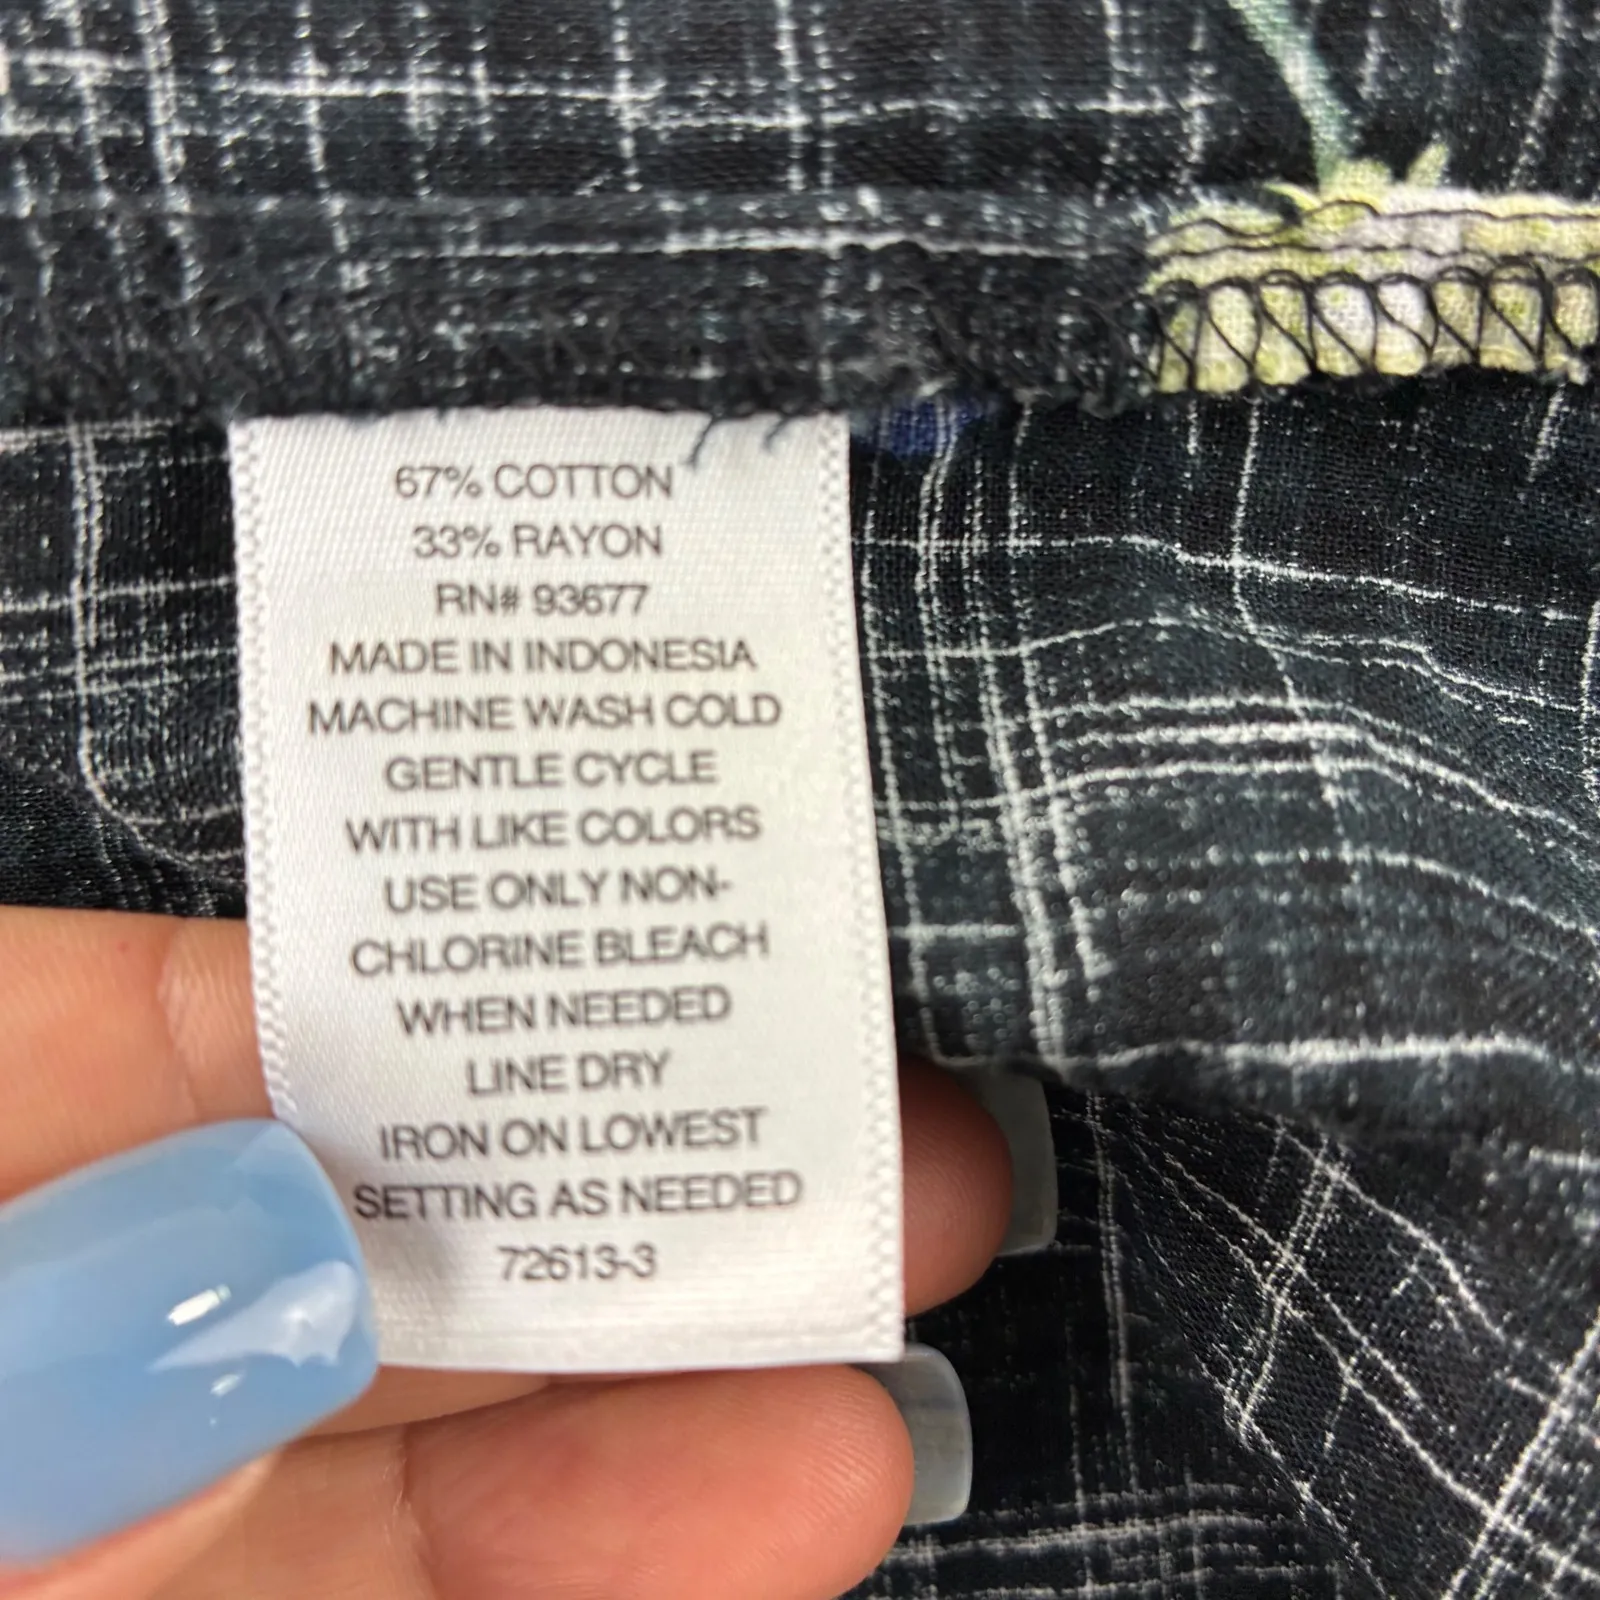 67% COTTON
33% RAYON
RN# 93677
MADE IN INDONESIA
MACHINE WASH COLD
GENTLE CYCLE
WITH LIKE COLORS
USE ONLY NON-
CHLORINE BLEACH
WHEN NEEDED
LINE DRY
IRON ON LOWEST
SETTING AS NEEDED
72613-3